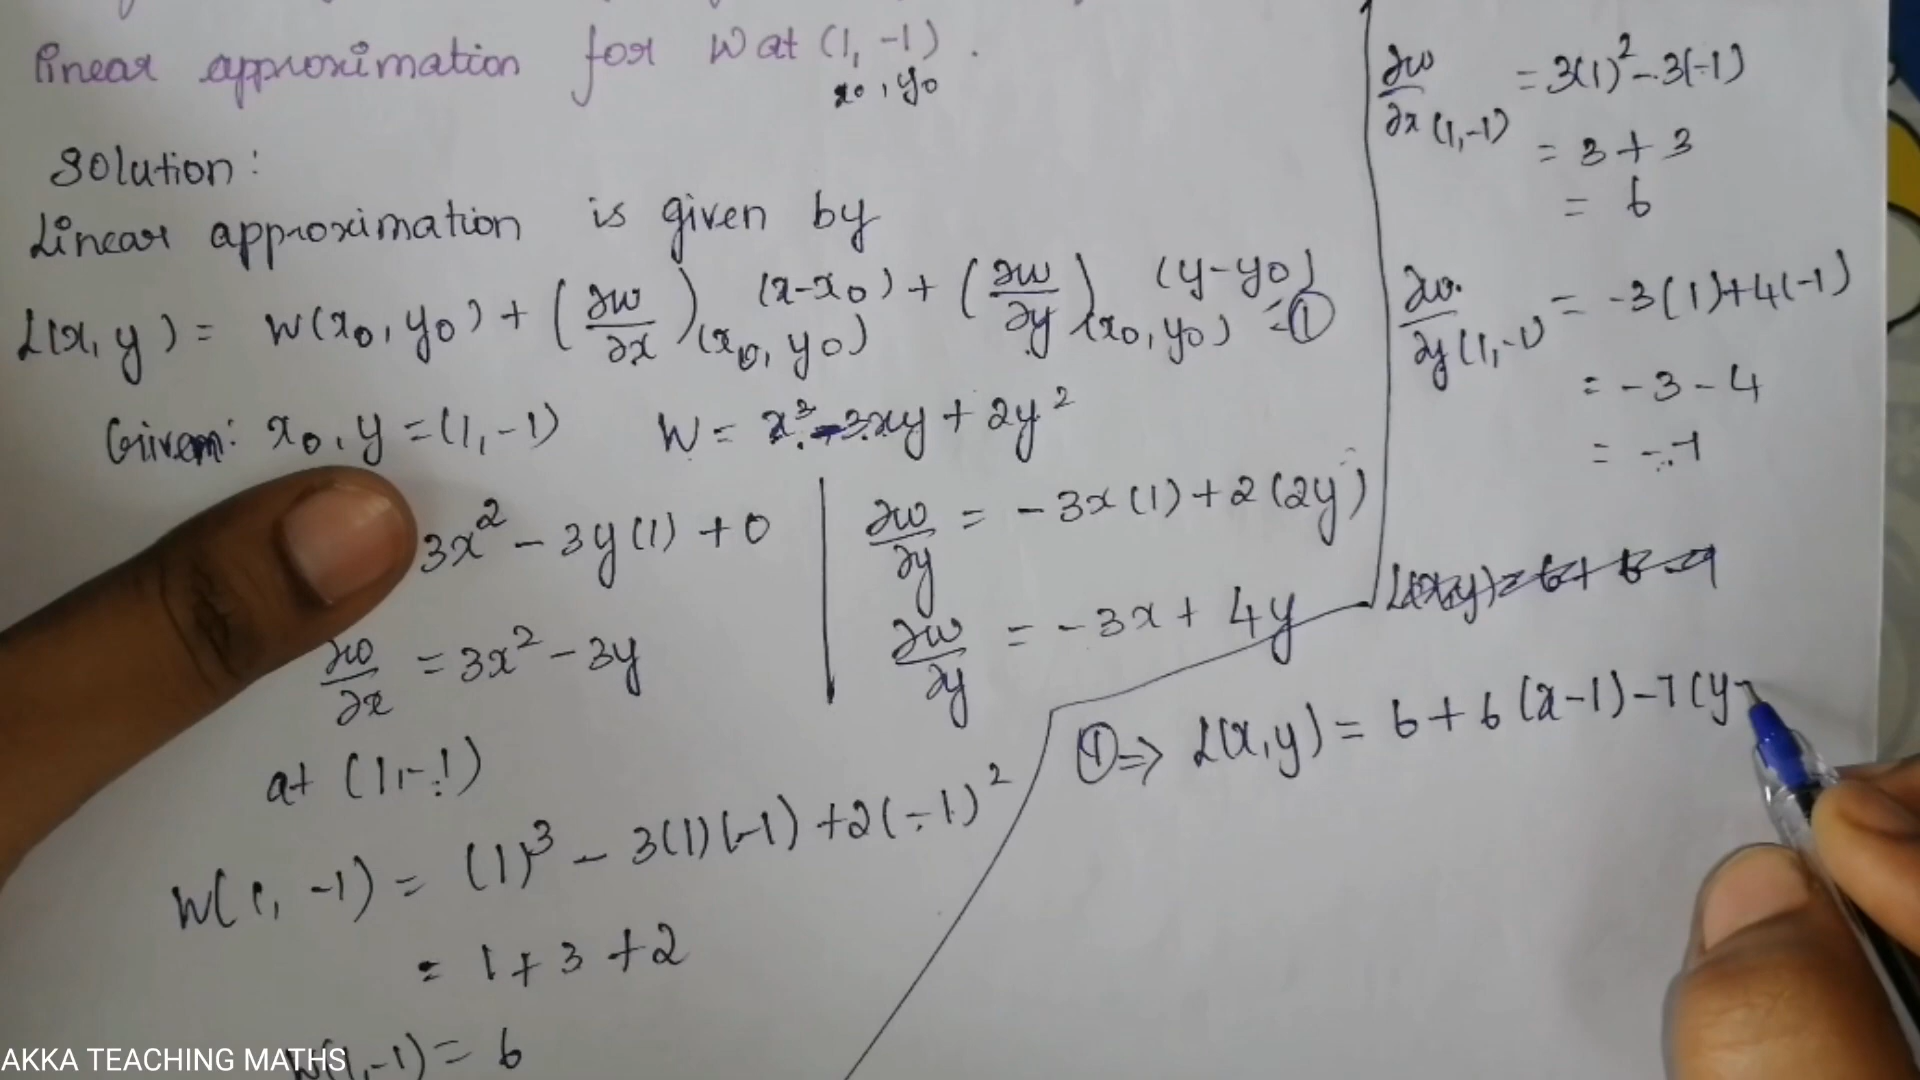 linear approximation for W at (1, -1).
x0, y0
Solution:
Linear approximation is given by
L(x, y) = W(x0, y0) + (∂w/∂x)(x0, y0) (x-x0) + (∂w/∂y)(x0, y0) (y-y0) - ①
Given: x0, y = (1, -1) W = x³ - 3xy + 2y²
3x² - 3y(1) + 0
∂w/∂x = 3x² - 3y
∂w/∂y = -3x(1) + 2(2y)
∂w/∂y = -3x + 4y
at (1, -1)
W(1, -1) = (1)³ - 3(1)(-1) + 2(-1)²
= 1 + 3 + 2
W(1, -1) = 6
∂w/∂x (1, -1) = 3(1)² - 3(-1)
= 3 + 3
= 6
∂w/∂y (1, -1) = -3(1) + 4(-1)
= -3 - 4
= -7
L(x,y) = 6 + 6
① ⇒ L(x, y) = 6 + 6(x-1) - 7(y
AKKA TEACHING MATHS